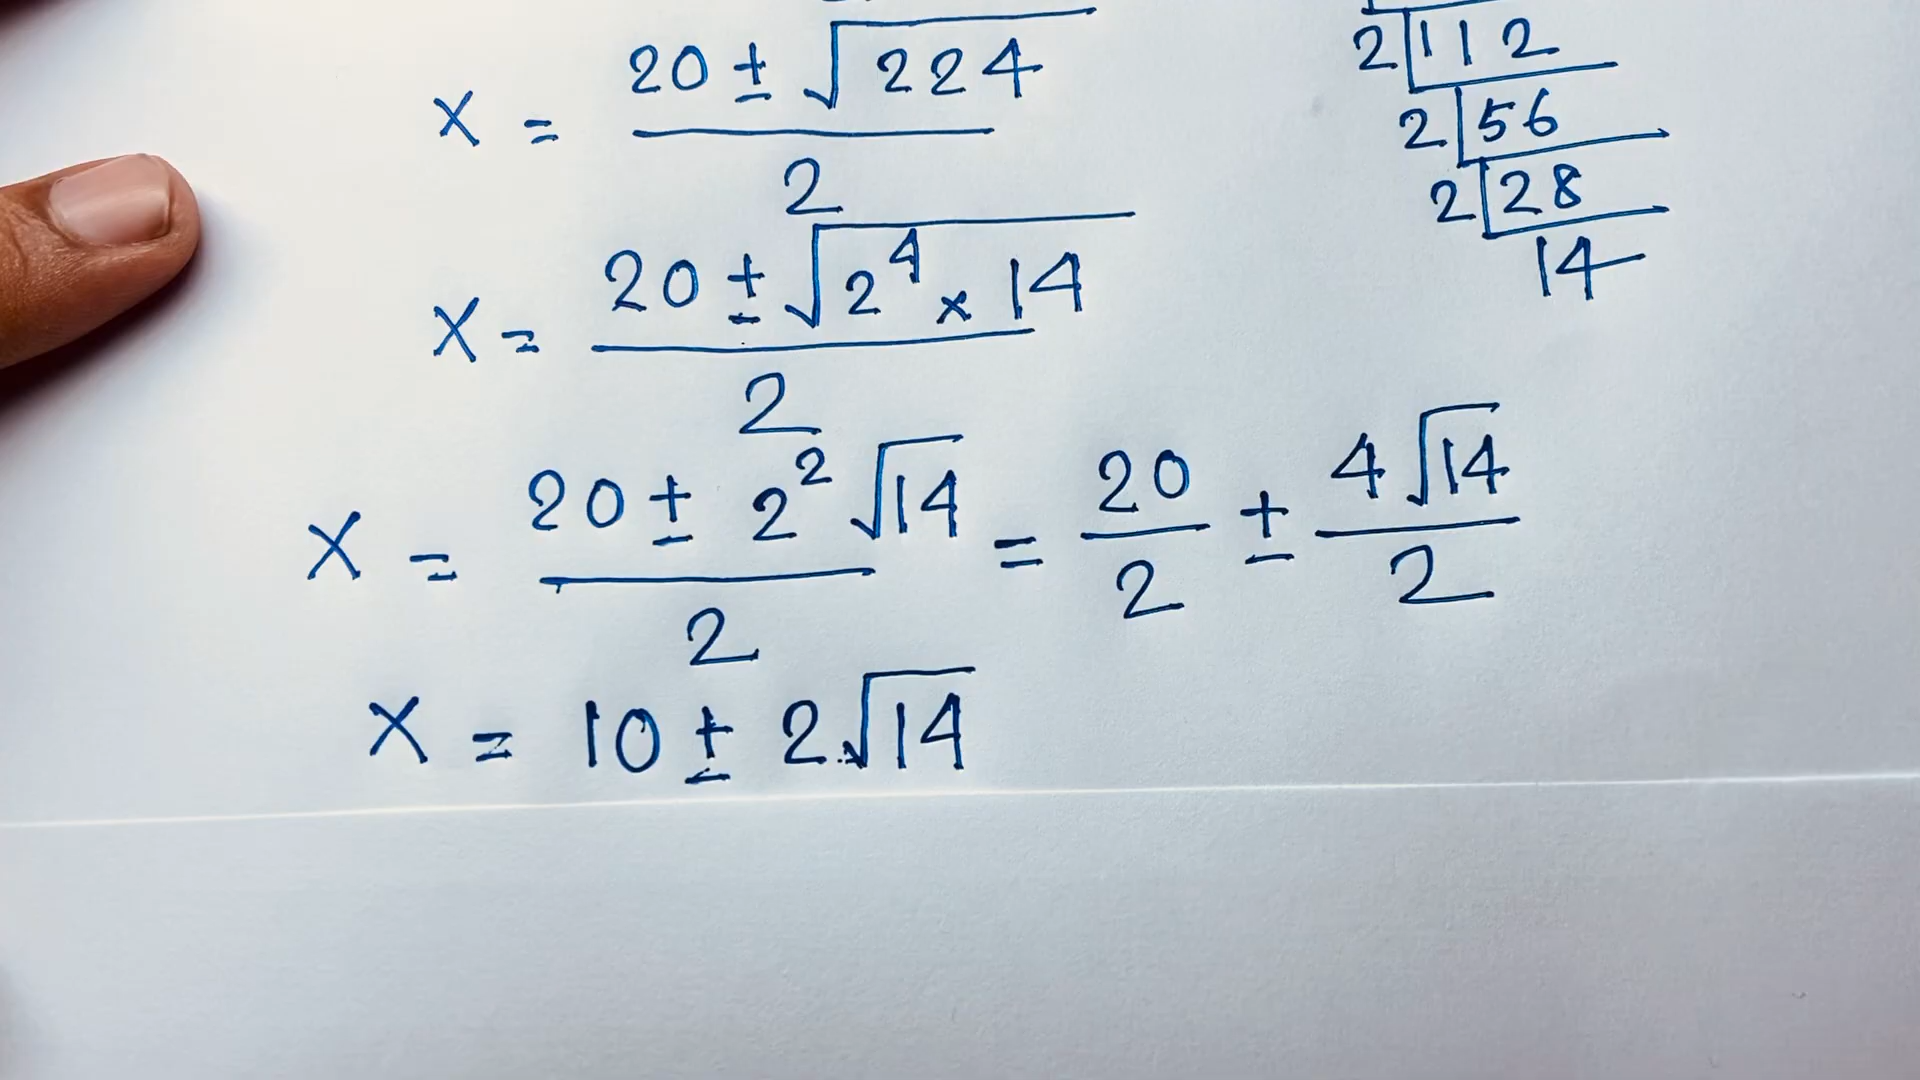 x = (20 ± √224)/2
2|112
2|56
2|28
14
x = (20 ± √(2⁴ × 14))/2
x = (20 ± 2²√14)/2 = 20/2 ± 4√14/2
x = 10 ± 2√14